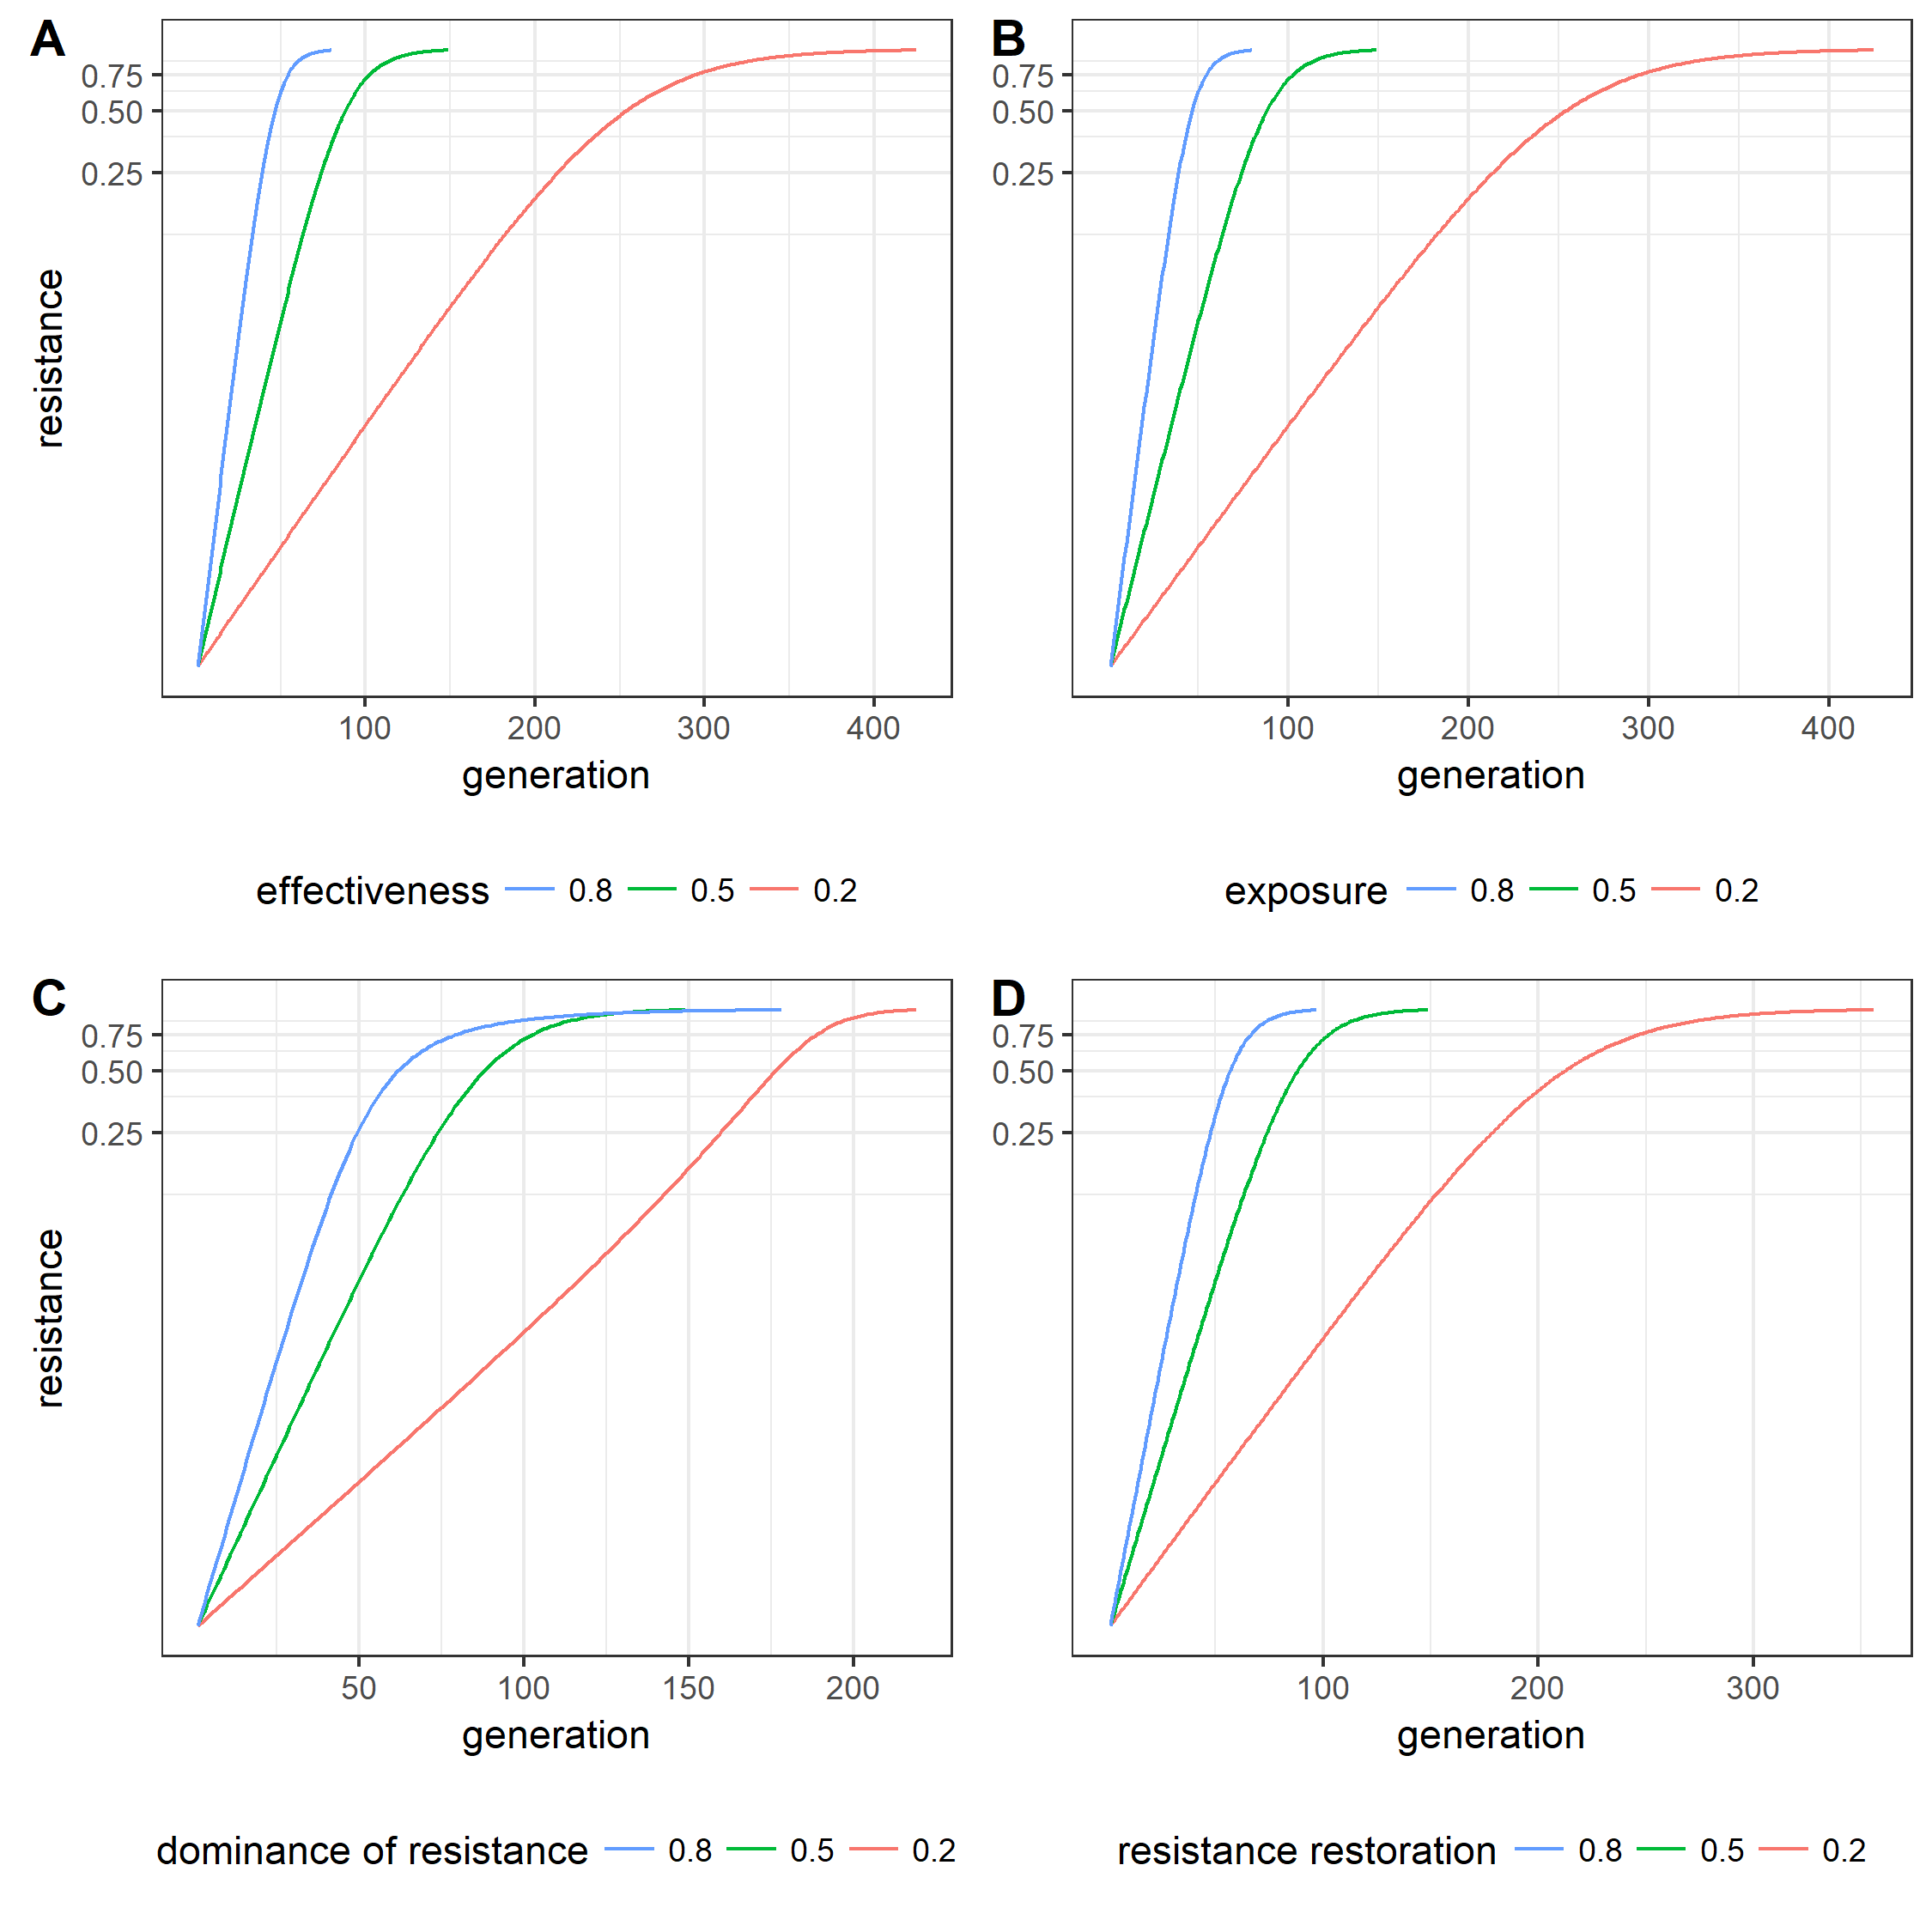 A
B
0.75
0.50
0.25
resistance
100 200 300 400
generation
effectiveness 0.8 0.5 0.2
0.75
0.50
0.25
100 200 300 400
generation
exposure 0.8 0.5 0.2
C
D
0.75
0.50
0.25
resistance
50 100 150 200
generation
dominance of resistance 0.8 0.5 0.2
0.75
0.50
0.25
100 200 300
generation
resistance restoration 0.8 0.5 0.2